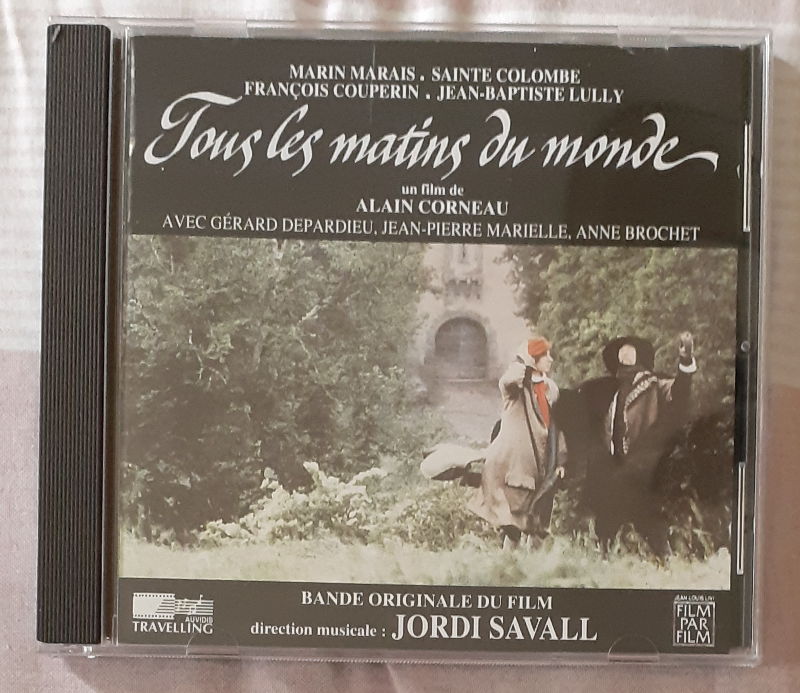 MARIN MARAIS . SAINTE COLOMBE
FRANÇOIS COUPERIN . JEAN-BAPTISTE LULLY
Tous les matins du monde
un film de
ALAIN CORNEAU
AVEC GÉRARD DEPARDIEU, JEAN-PIERRE MARIELLE, ANNE BROCHET
BANDE ORIGINALE DU FILM
direction musicale : JORDI SAVALL
AUVIDIS
TRAVELLING
JEAN LOUIS LIVI
FILM
PAR
FILM